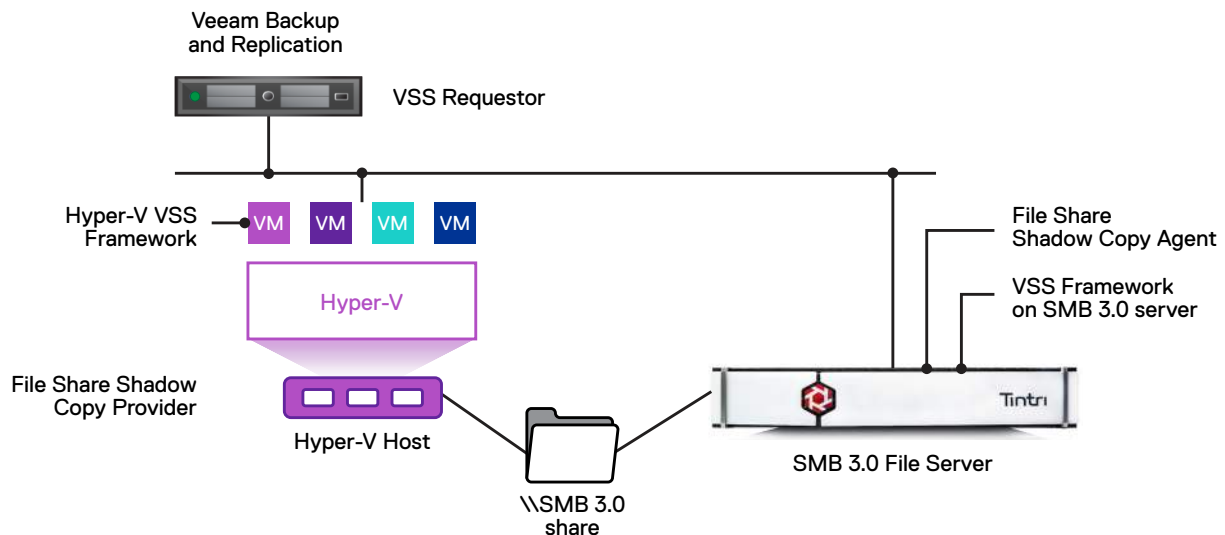 Veeam Backup
and Replication
VSS Requestor
Hyper-V VSS
Framework
VM
VM
VM
VM
File Share
Shadow Copy Agent
VSS Framework
on SMB 3.0 server
Hyper-V
File Share Shadow
Copy Provider
Hyper-V Host
Tintri
SMB 3.0 File Server
\\SMB 3.0
share